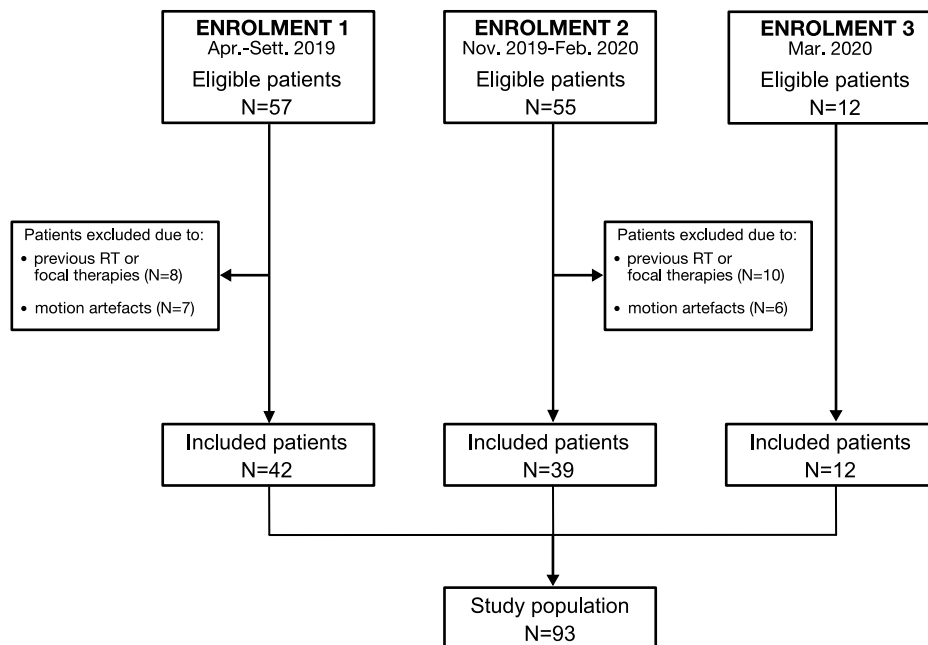 ENROLMENT 1
Apr.-Sett. 2019
Eligible patients
N=57
ENROLMENT 2
Nov. 2019-Feb. 2020
Eligible patients
N=55
ENROLMENT 3
Mar. 2020
Eligible patients
N=12
Patients excluded due to:
• previous RT or
focal therapies (N=8)
• motion artefacts (N=7)
Patients excluded due to:
• previous RT or
focal therapies (N=10)
• motion artefacts (N=6)
Included patients
N=42
Included patients
N=39
Included patients
N=12
Study population
N=93